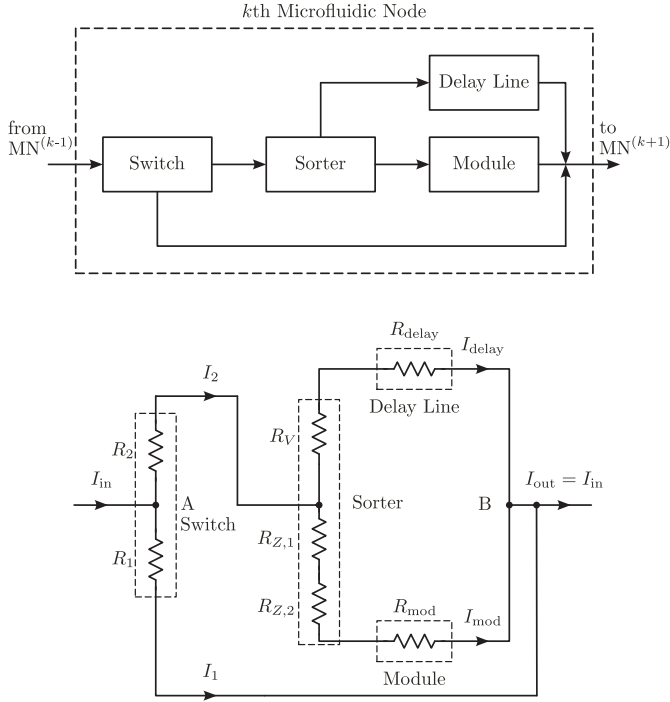 kth Microfluidic Node
Delay Line
from
MN(k-1)
to
MN(k+1)
Switch
Sorter
Module
Rdelay
Idelay
I2
Delay Line
RV
R2
Iin
A
Switch
Sorter
B
Iout = Iin
R1
RZ,1
RZ,2
Rmod
Imod
Module
I1